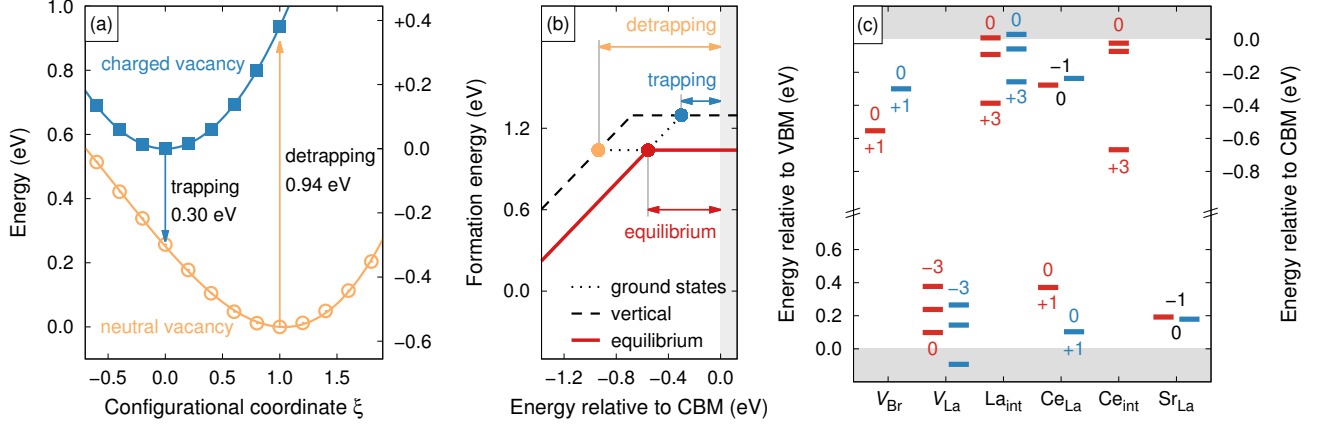 (a)
charged vacancy
trapping
0.30 eV
detrapping
0.94 eV
neutral vacancy
Energy (eV)
1.0
0.8
0.6
0.4
0.2
0.0
+0.4
+0.2
0.0
−0.2
−0.4
−0.6
−0.5 0.0 0.5 1.0 1.5
Configurational coordinate ξ
(b)
detrapping
trapping
equilibrium
ground states
vertical
equilibrium
Formation energy (eV)
1.2
0.6
0.0
−1.2 −0.8 −0.4 0.0
Energy relative to CBM (eV)
(c)
Energy relative to VBM (eV)
0.6
0.4
0.2
0.0
0
+1
0
+1
−3
0
−3
0
+3
0
+3
−1
0
0
+1
0
+1
0
+3
−1
0
0.0
−0.2
−0.4
−0.6
−0.8
Energy relative to CBM (eV)
VBr VLa Laint CeLa Ceint SrLa